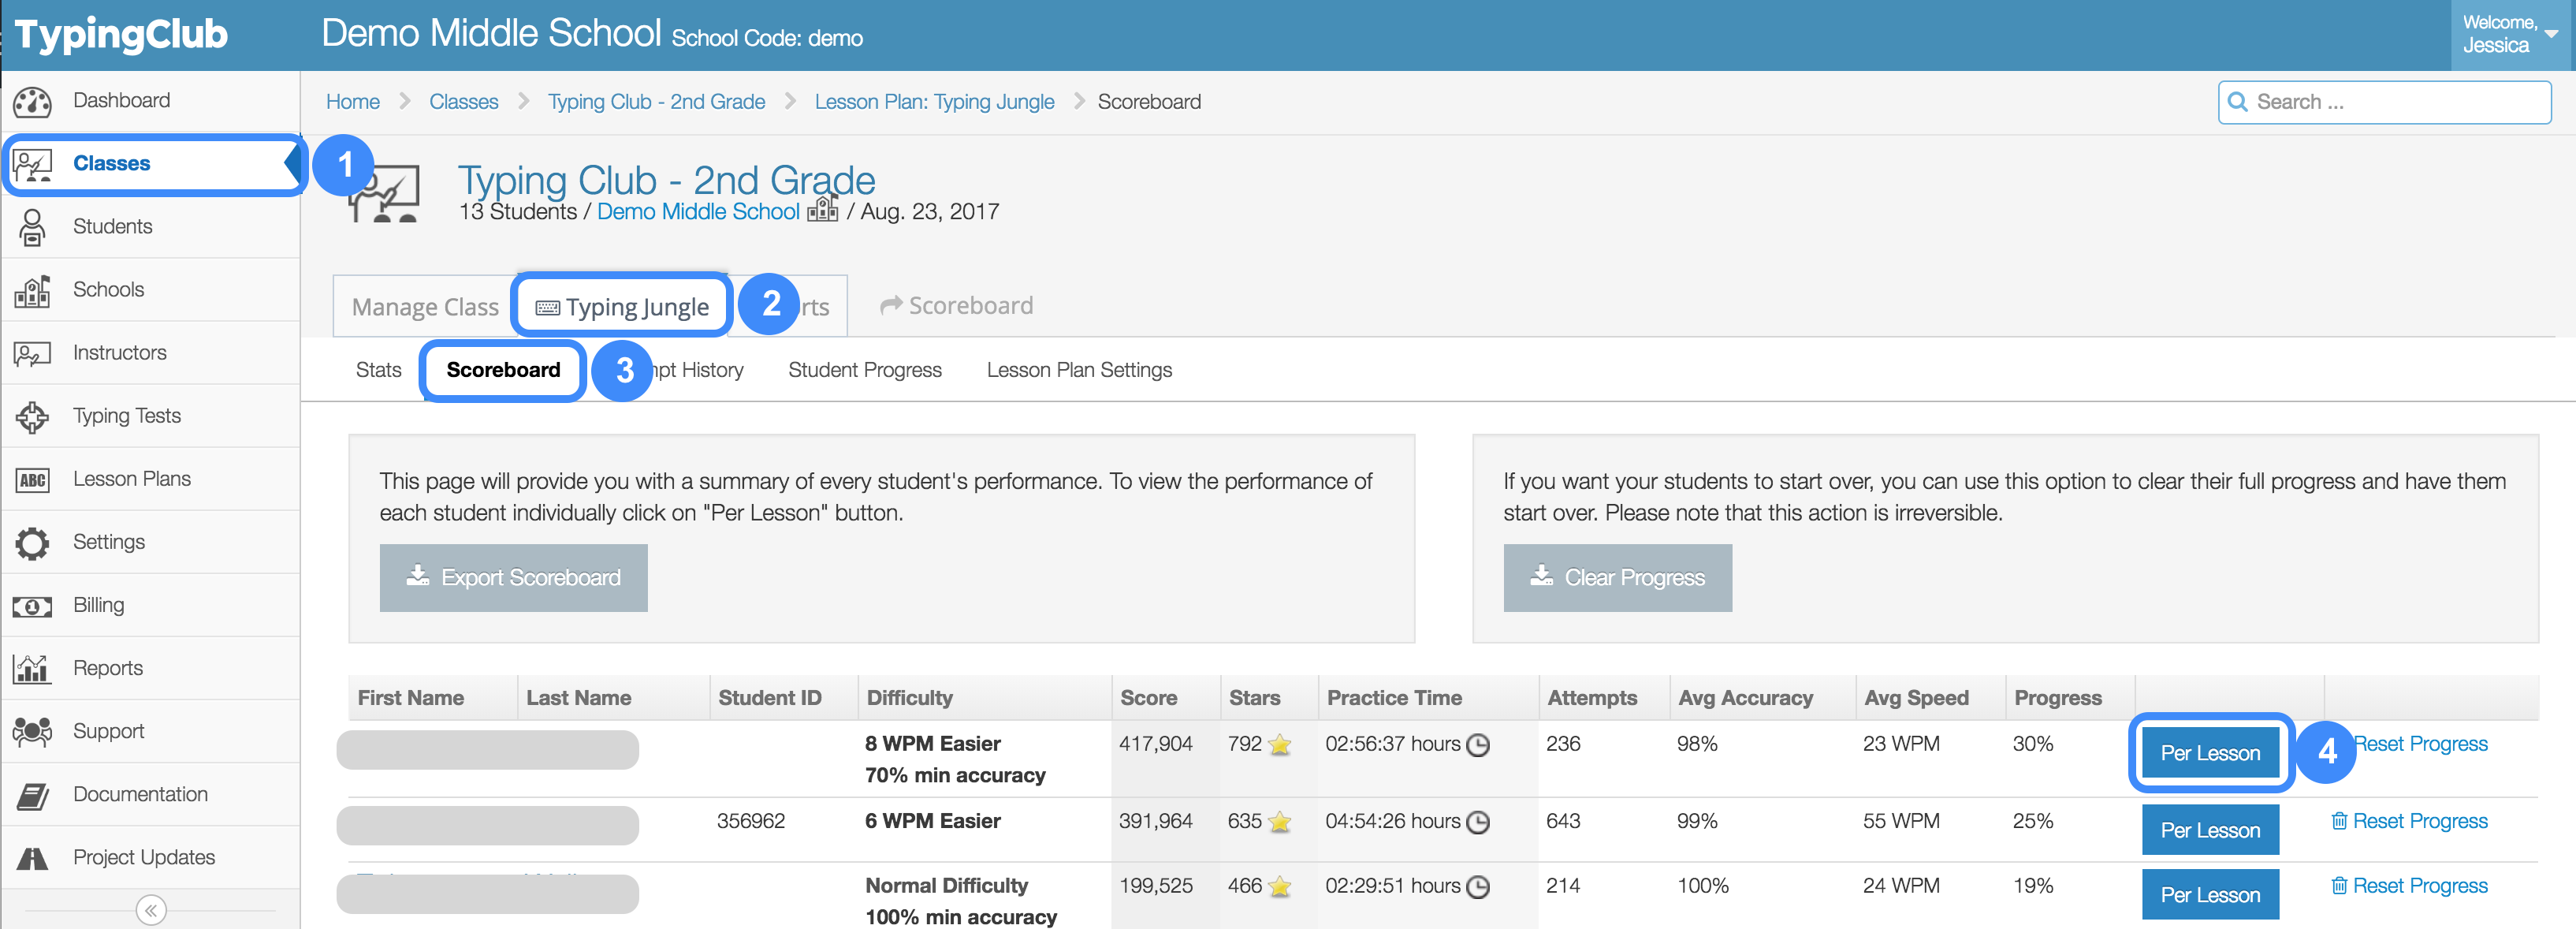 TypingClub
Demo Middle School School Code: demo
Welcome,
Jessica
Dashboard
Classes
1
Students
Schools
Instructors
Typing Tests
ABC Lesson Plans
Settings
1 Billing
Reports
Support
Documentation
Project Updates
Home Classes Typing Club - 2nd Grade Lesson Plan: Typing Jungle Scoreboard
Search ...
Typing Club - 2nd Grade
13 Students / Demo Middle School / Aug. 23, 2017
Manage Class Typing Jungle 2 rts Scoreboard
Stats Scoreboard 3 mpt History Student Progress Lesson Plan Settings
This page will provide you with a summary of every student's performance. To view the performance of
each student individually click on "Per Lesson" button.
Export Scoreboard
If you want your students to start over, you can use this option to clear their full progress and have them
start over. Please note that this action is irreversible.
Clear Progress
First Name Last Name Student ID Difficulty Score Stars Practice Time Attempts Avg Accuracy Avg Speed Progress
8 WPM Easier 417,904 792 02:56:37 hours 236 98% 23 WPM 30% Per Lesson 4 Reset Progress
70% min accuracy
356962 6 WPM Easier 391,964 635 04:54:26 hours 643 99% 55 WPM 25% Per Lesson Reset Progress
Normal Difficulty 199,525 466 02:29:51 hours 214 100% 24 WPM 19% Per Lesson Reset Progress
100% min accuracy